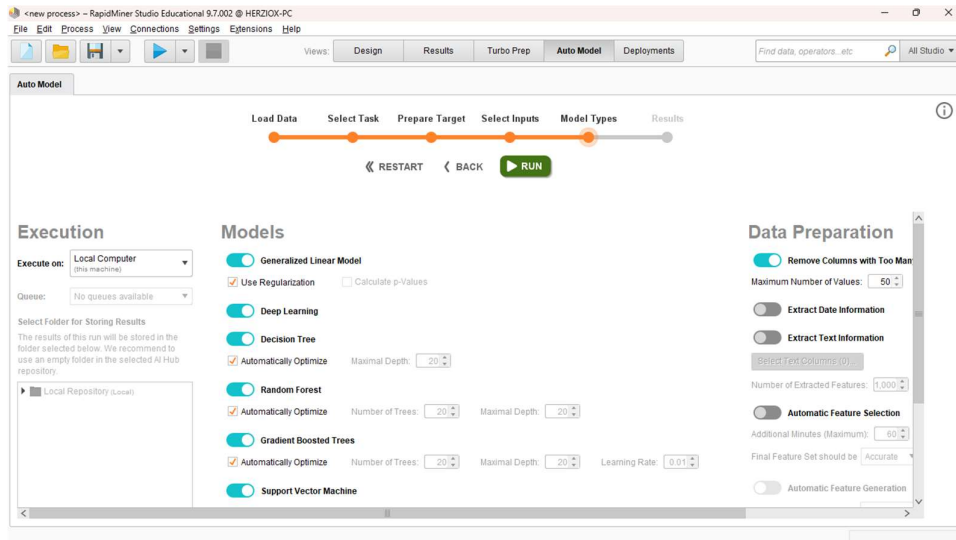 <new process> – RapidMiner Studio Educational 9.7.002 @ HERZIOX-PC
File Edit Process View Connections Settings Extensions Help
Views: Design Results Turbo Prep Auto Model Deployments Find data, operators...etc All Studio
Auto Model
Load Data Select Task Prepare Target Select Inputs Model Types Results
RESTART BACK RUN
Execution
Execute on: Local Computer
(this machine)
Queue: No queues available
Select Folder for Storing Results
The results of this run will be stored in the
folder selected below. We recommend to
use an empty folder in the selected AI Hub
repository.
Local Repository (Local)
Models
Generalized Linear Model
Use Regularization Calculate p-Values
Deep Learning
Decision Tree
Automatically Optimize Maximal Depth: 20
Random Forest
Automatically Optimize Number of Trees: 20 Maximal Depth: 20
Gradient Boosted Trees
Automatically Optimize Number of Trees: 20 Maximal Depth: 20 Learning Rate: 0.01
Support Vector Machine
Data Preparation
Remove Columns with Too Man
Maximum Number of Values: 50
Extract Date Information
Extract Text Information
Select Text Columns (0)...
Number of Extracted Features: 1,000
Automatic Feature Selection
Additional Minutes (Maximum): 60
Final Feature Set should be Accurate
Automatic Feature Generation